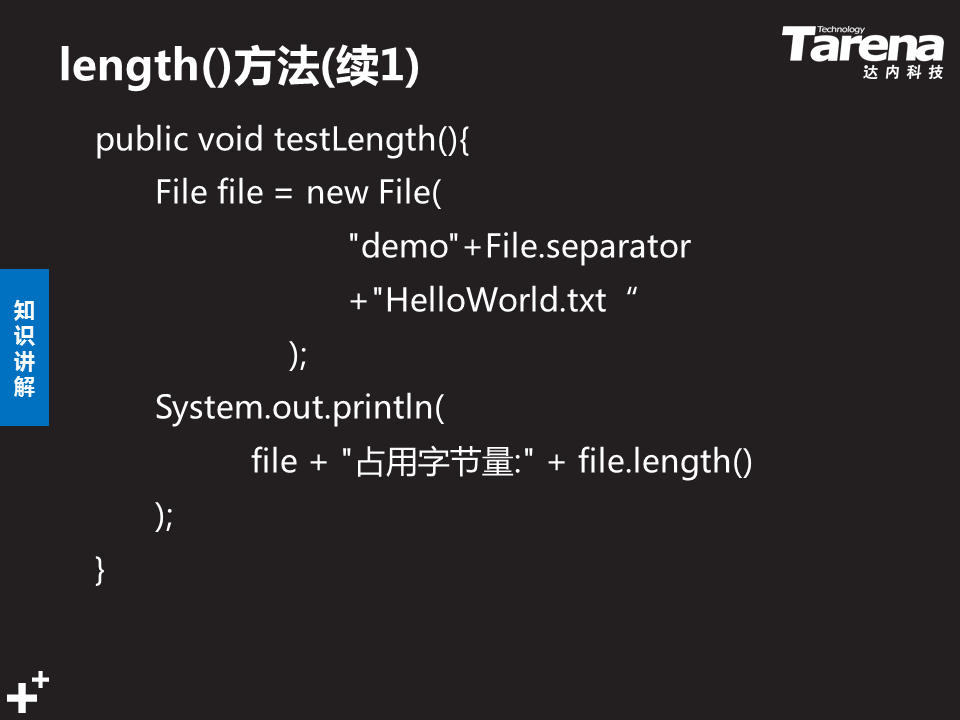 length()方法(续1)
Technology
Tarena
达内科技
public void testLength(){
File file = new File(
"demo"+File.separator
+"HelloWorld.txt “
);
System.out.println(
file + "占用字节量:" + file.length()
);
}
知识讲解